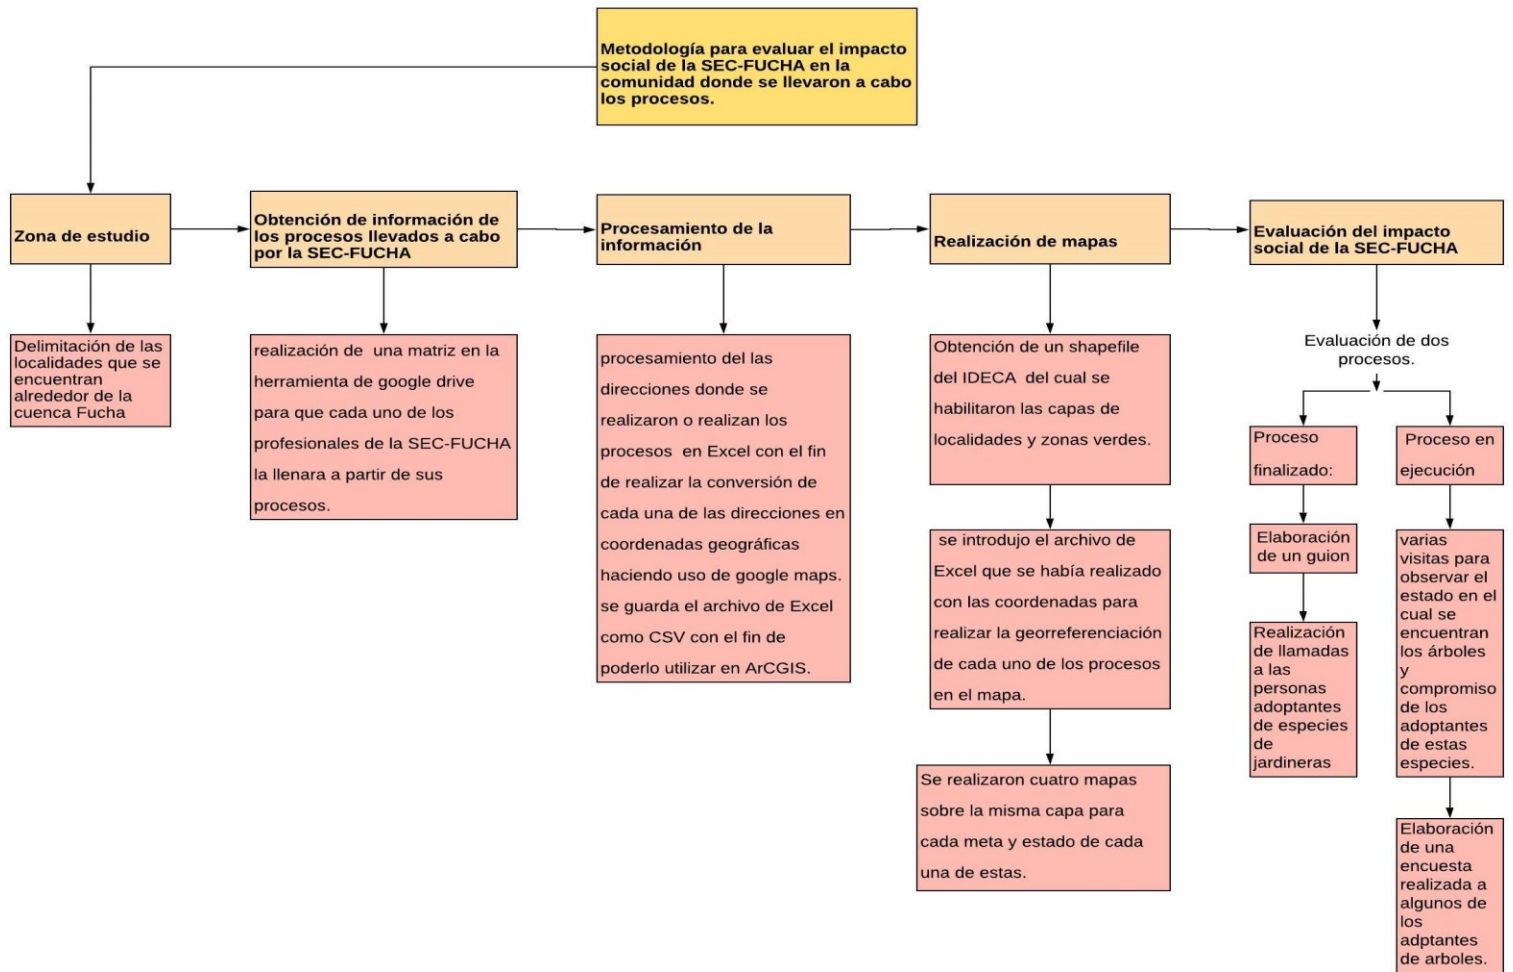 Metodología para evaluar el impacto
social de la SEC-FUCHA en la
comunidad donde se llevaron a cabo
los procesos.
Zona de estudio
Obtención de información de
los procesos llevados a cabo
por la SEC-FUCHA
Procesamiento de la
información
Realización de mapas
Evaluación del impacto
social de la SEC-FUCHA
Delimitación de las
localidades que se
encuentran
alrededor de la
cuenca Fucha
realización de una matriz en la
herramienta de google drive
para que cada uno de los
profesionales de la SEC-FUCHA
la llenara a partir de sus
procesos.
procesamiento del las
direcciones donde se
realizaron o realizan los
procesos en Excel con el fin
de realizar la conversión de
cada una de las direcciones en
coordenadas geográficas
haciendo uso de google maps.
se guarda el archivo de Excel
como CSV con el fin de
poderlo utilizar en ArCGIS.
Obtención de un shapefile
del IDECA del cual se
habilitaron las capas de
localidades y zonas verdes.
se introdujo el archivo de
Excel que se había realizado
con las coordenadas para
realizar la georreferenciación
de cada uno de los procesos
en el mapa.
Se realizaron cuatro mapas
sobre la misma capa para
cada meta y estado de cada
una de estas.
Evaluación de dos
procesos.
Proceso
finalizado:
Elaboración
de un guion
Realización
de llamadas
a las
personas
adoptantes
de especies
de
jardineras
Proceso en
ejecución
varias
visitas para
observar el
estado en el
cual se
encuentran
los árboles
y
compromiso
de los
adoptantes
de estas
especies.
Elaboración
de una
encuesta
realizada a
algunos de
los
adptantes
de arboles.